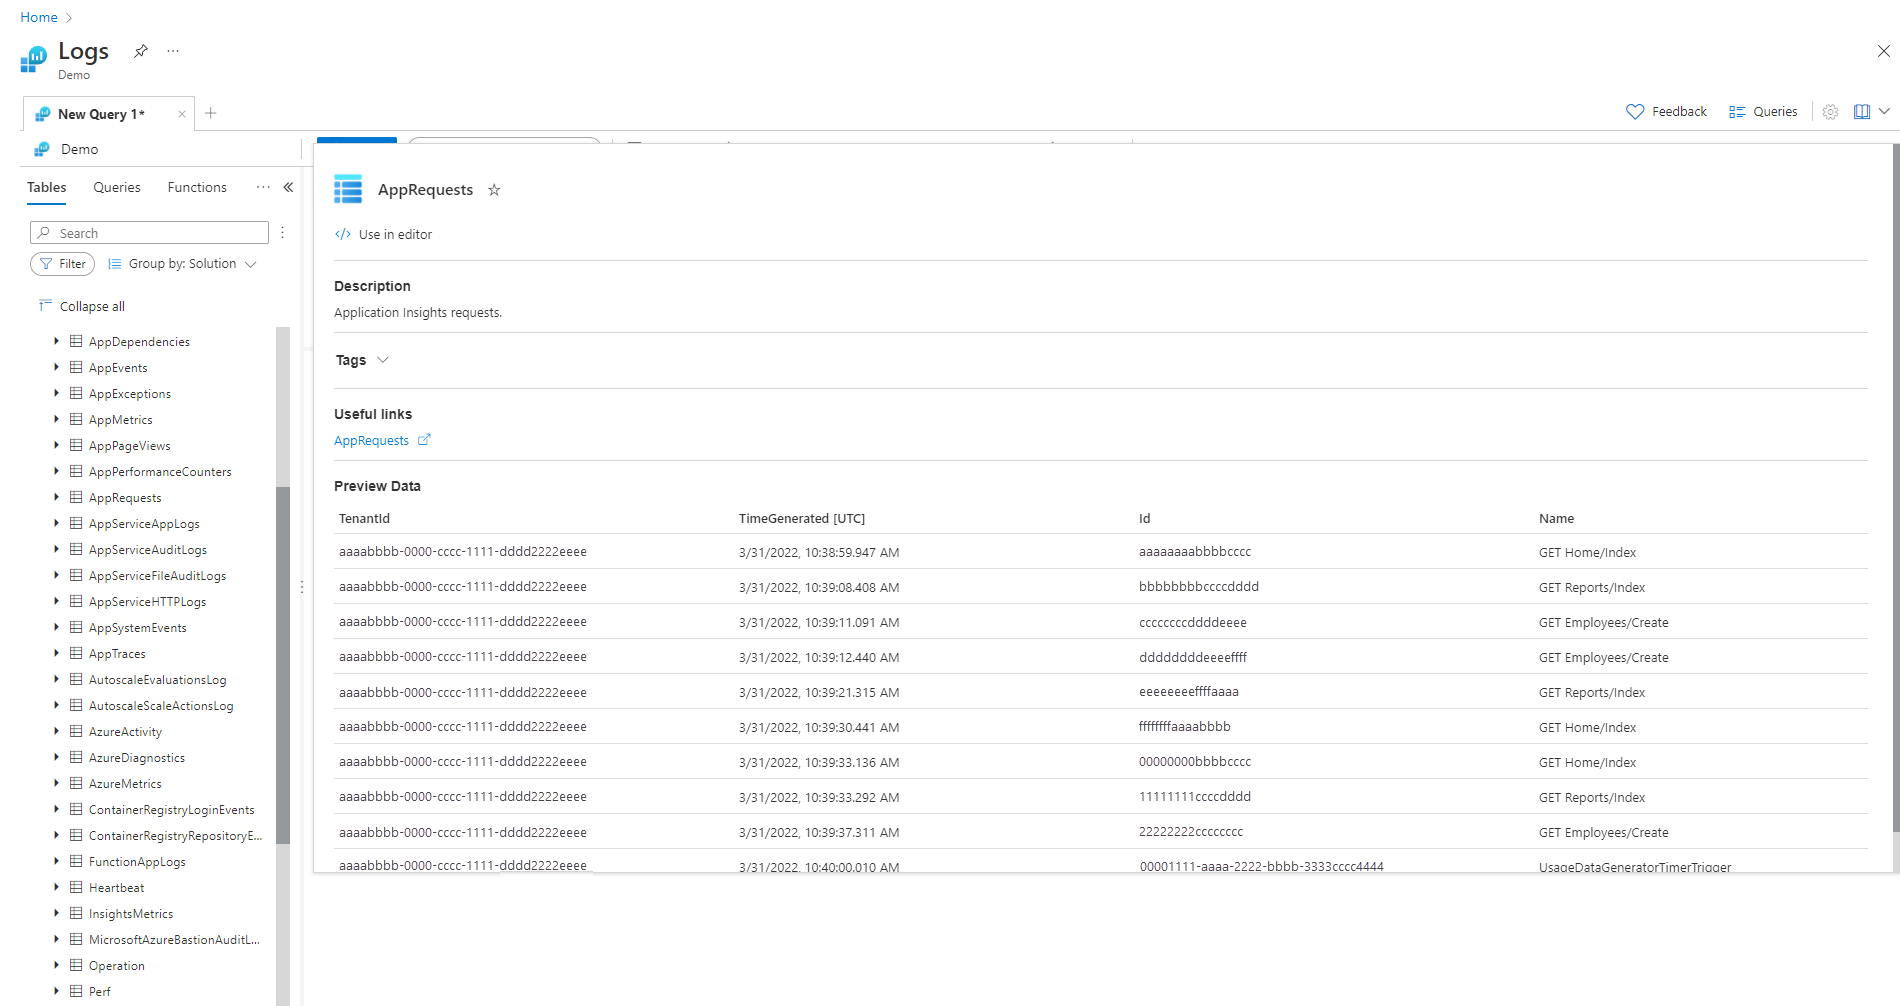 Home
Logs
Demo
New Query 1*
Feedback
Queries
Demo
Tables
Queries
Functions
Search
Filter
Group by: Solution
Collapse all
AppDependencies
AppEvents
AppExceptions
AppMetrics
AppPageViews
AppPerformanceCounters
AppRequests
AppServiceAppLogs
AppServiceAuditLogs
AppServiceFileAuditLogs
AppServiceHTTPLogs
AppSystemEvents
AppTraces
AutoscaleEvaluationsLog
AutoscaleScaleActionsLog
AzureActivity
AzureDiagnostics
AzureMetrics
ContainerRegistryLoginEvents
ContainerRegistryRepositoryE...
FunctionAppLogs
Heartbeat
InsightsMetrics
MicrosoftAzureBastionAuditL...
Operation
Perf
AppRequests
Use in editor
Description
Application Insights requests.
Tags
Useful links
AppRequests
Preview Data
TenantId TimeGenerated [UTC] Id Name
aaaabbbb-0000-cccc-1111-dddd2222eeee 3/31/2022, 10:38:59.947 AM aaaaaaaabbbbcccc GET Home/Index
aaaabbbb-0000-cccc-1111-dddd2222eeee 3/31/2022, 10:39:08.408 AM bbbbbbbbccccdddd GET Reports/Index
aaaabbbb-0000-cccc-1111-dddd2222eeee 3/31/2022, 10:39:11.091 AM ccccccccddddeeee GET Employees/Create
aaaabbbb-0000-cccc-1111-dddd2222eeee 3/31/2022, 10:39:12.440 AM ddddddddeeeeffff GET Employees/Create
aaaabbbb-0000-cccc-1111-dddd2222eeee 3/31/2022, 10:39:21.315 AM eeeeeeeeffffaaaa GET Reports/Index
aaaabbbb-0000-cccc-1111-dddd2222eeee 3/31/2022, 10:39:30.441 AM ffffffffaaaabbbb GET Home/Index
aaaabbbb-0000-cccc-1111-dddd2222eeee 3/31/2022, 10:39:33.136 AM 00000000bbbbcccc GET Home/Index
aaaabbbb-0000-cccc-1111-dddd2222eeee 3/31/2022, 10:39:33.292 AM 11111111ccccdddd GET Reports/Index
aaaabbbb-0000-cccc-1111-dddd2222eeee 3/31/2022, 10:39:37.311 AM 22222222cccccccc GET Employees/Create
aaaabbbb-0000-cccc-1111-dddd2222eeee 3/31/2022, 10:40:00.010 AM 00001111-aaaa-2222-bbbb-3333cccc4444 UsageDataGeneratorTimerTrigger